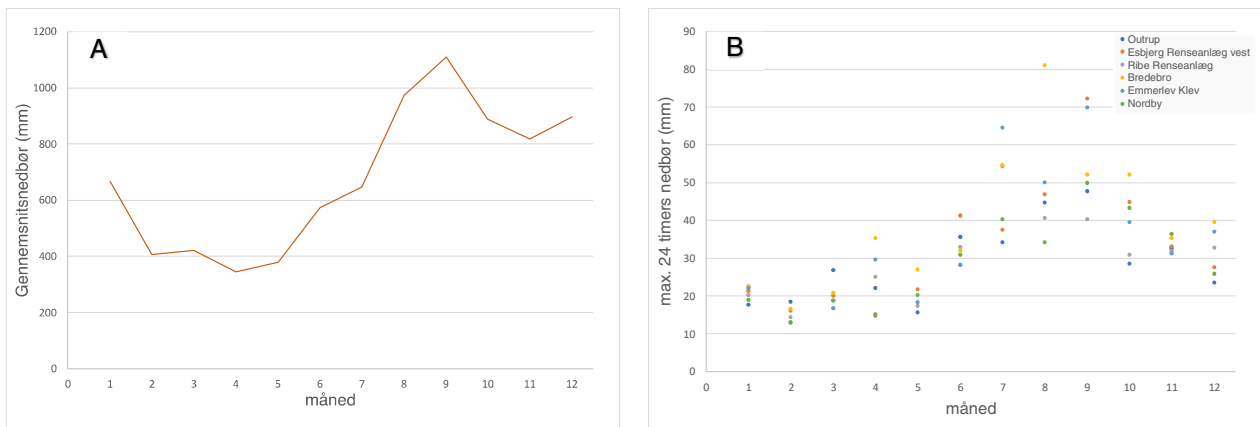 A
Gennemsnitsnedbør (mm)
1200
1000
800
600
400
200
0
0 1 2 3 4 5 6 7 8 9 10 11 12
måned
B
max. 24 timers nedbør (mm)
90
80
70
60
50
40
30
20
10
0
0 1 2 3 4 5 6 7 8 9 10 11 12
måned
Outrup
Esbjerg Renseanlæg vest
Ribe Renseanlæg
Bredebro
Emmerlev Klev
Nordby